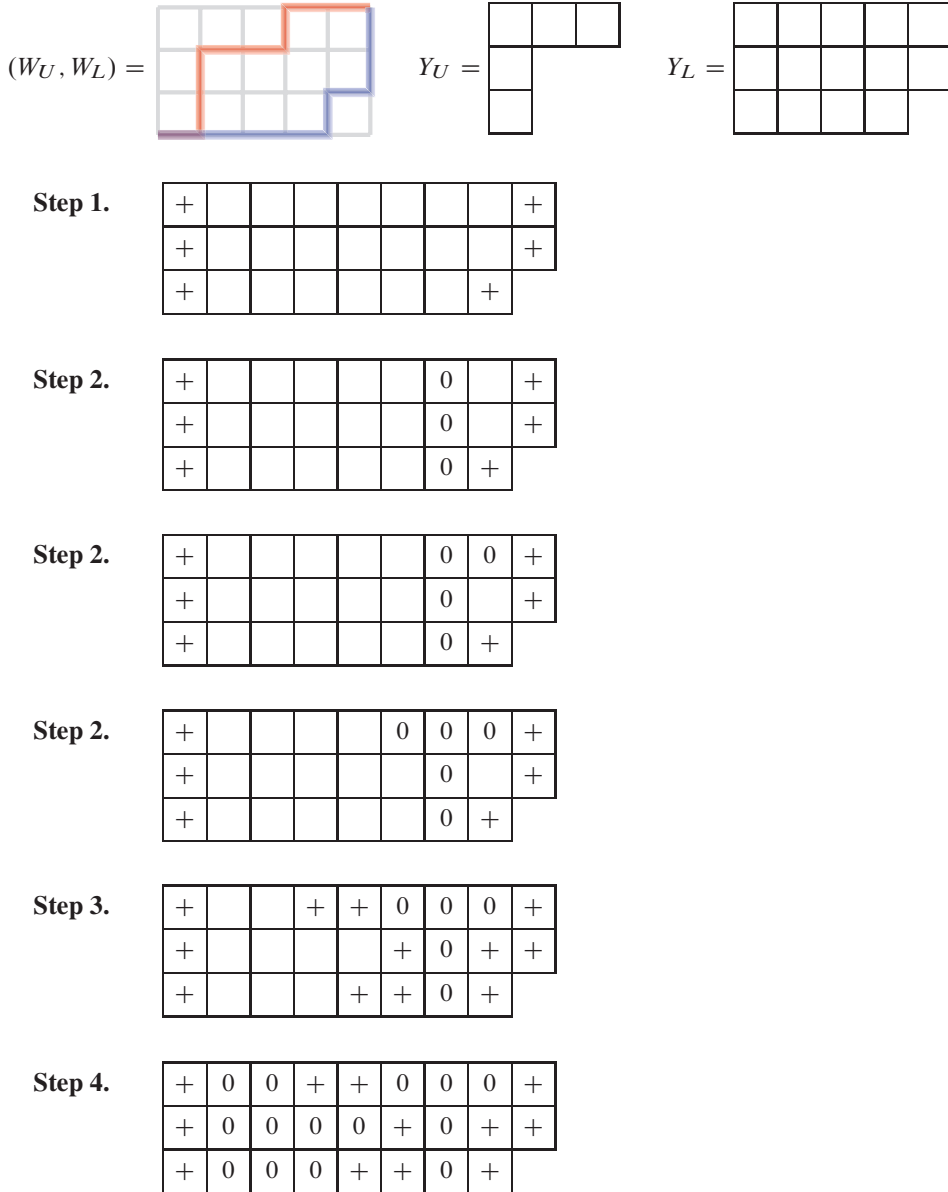 (W_U, W_L) = Y_U = Y_L =
Step 1. + +
+ +
+ +
Step 2. + 0 +
+ 0 +
+ 0 +
Step 2. + 0 0 +
+ 0 +
+ 0 +
Step 2. + 0 0 0 +
+ 0 +
+ 0 +
Step 3. + + + 0 0 0 +
+ + 0 + +
+ + + 0 +
Step 4. + 0 0 + + 0 0 0 +
+ 0 0 0 0 + 0 + +
+ 0 0 0 + + 0 +